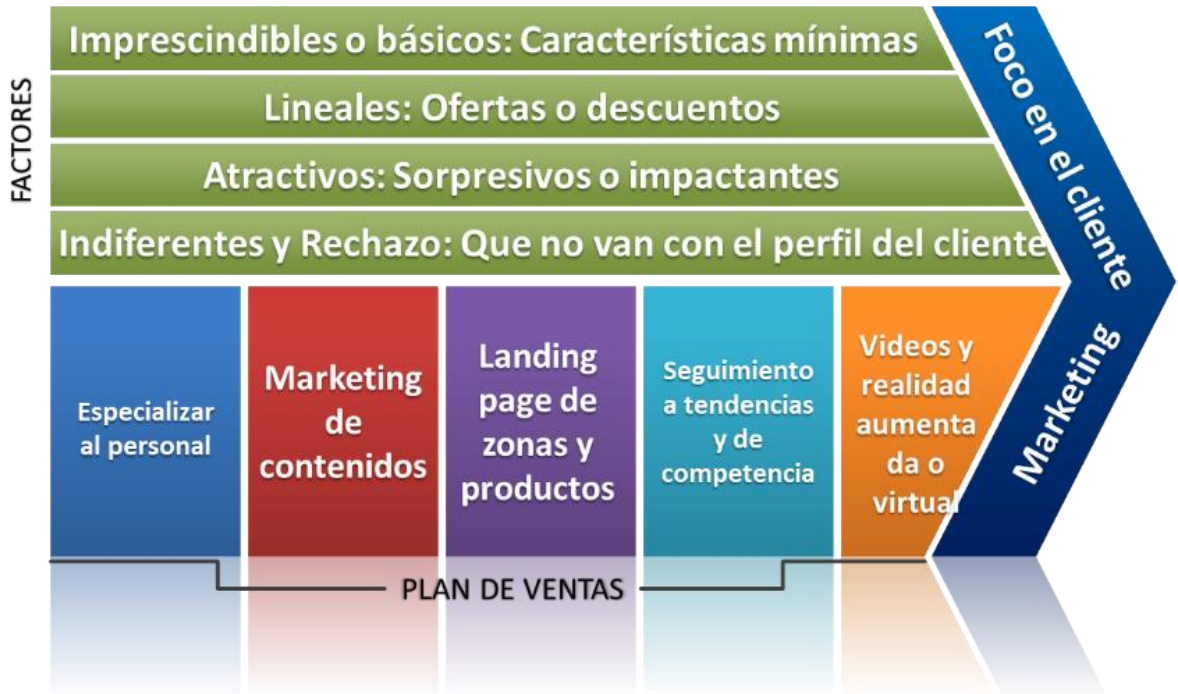 FACTORES
Imprescindibles o básicos: Características mínimas
Lineales: Ofertas o descuentos
Atractivos: Sorpresivos o impactantes
Indiferentes y Rechazo: Que no van con el perfil del cliente
Foco en el cliente
Marketing
Especializar
al personal
Marketing
de
contenidos
Landing
page de
zonas y
productos
Seguimiento
a tendencias
y de
competencia
Videos y
realidad
aumenta
da o
virtual
PLAN DE VENTAS